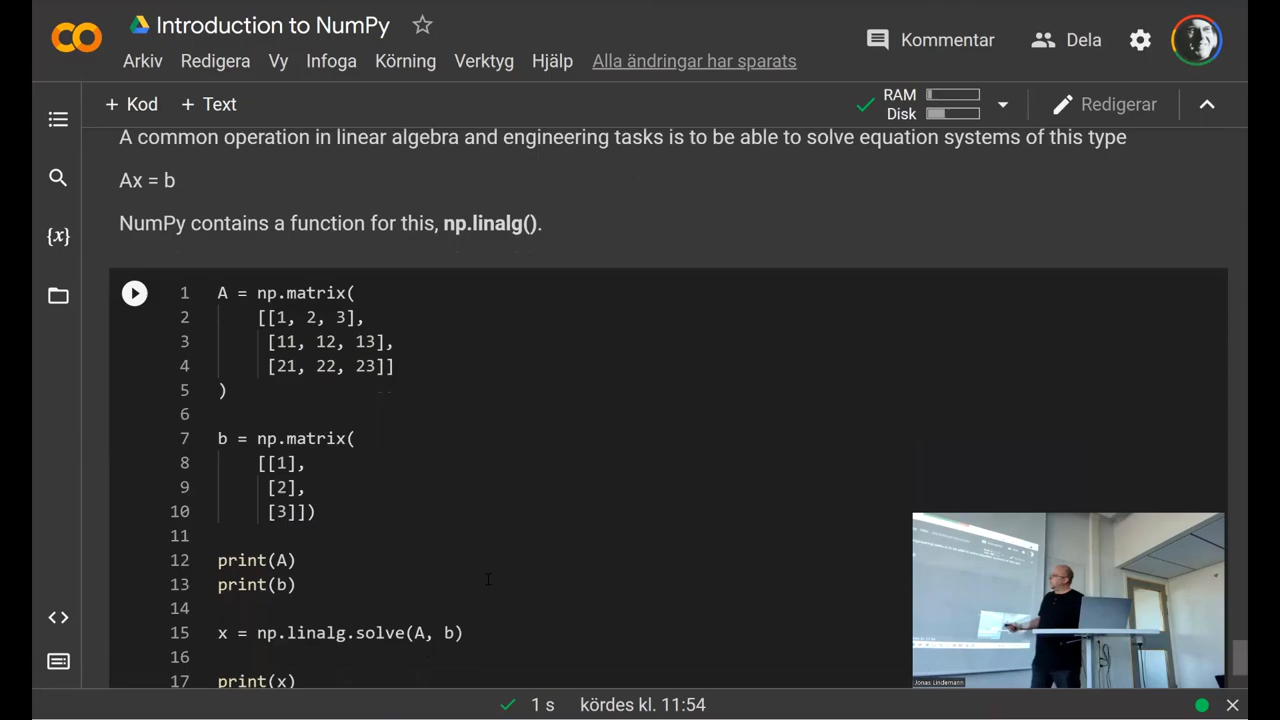 Introduction to NumPy
Arkiv Redigera Vy Infoga Körning Verktyg Hjälp Alla ändringar har sparats
Kommentar Dela
+ Kod + Text
RAM
Disk
Redigerar
A common operation in linear algebra and engineering tasks is to be able to solve equation systems of this type
Ax = b
NumPy contains a function for this, np.linalg().
1 A = np.matrix(
2 [[1, 2, 3],
3 [11, 12, 13],
4 [21, 22, 23]]
5 )
6
7 b = np.matrix(
8 [[1],
9 [2],
10 [3]])
11
12 print(A)
13 print(b)
14
15 x = np.linalg.solve(A, b)
16
17 print(x)
Jonas Lindemann
1 s kördes kl. 11:54